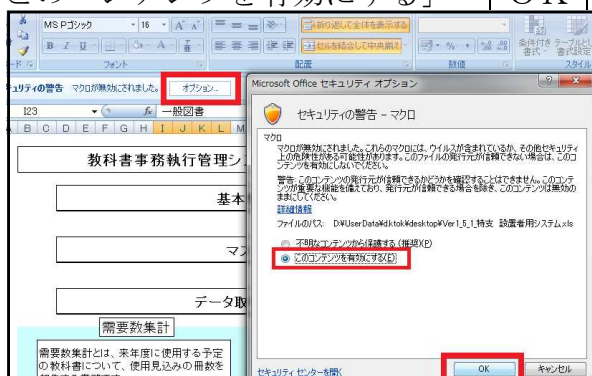 このコンテンツを有効にする」 OK
MS Pゴシック 16 A A 折り返して全体を表示する
B I U A セルを結合して中央揃え % 条件付き書式 テーブルとして書式設定
フォント 配置 数値 スタイル
セキュリティの警告 マクロが無効にされました。 オプション...
123 fx 一般図書
B C D E F G H I J K L M
教科書事務執行管理シ
基本
マ
データ取
需要数集計
需要数集計とは、来年度に使用する予定
の教科書について、使用見込みの冊数を
Microsoft Office セキュリティ オプション
セキュリティの警告 - マクロ
マクロ
マクロが無効にされました。これらのマクロには、ウイルスが含まれているか、その他セキュリティ
上の危険性がある可能性があります。このファイルの発行元が信頼できない場合は、このコ
ンテンツを有効にしないでください。
警告: このコンテンツの発行元が信頼できるかどうかを確認することはできません。このコンテ
ンツが重要な機能を備えており、発行元が信頼できる場合を除き、このコンテンツは無効の
ままにしてください。
詳細情報
ファイルのパス: D:¥UserData¥dktok¥desktop¥Ver1_5_1_特支 設置者用システム.xls
不明なコンテンツから保護する (推奨)(P)
このコンテンツを有効にする(E)
セキュリティ センターを開く
OK キャンセル